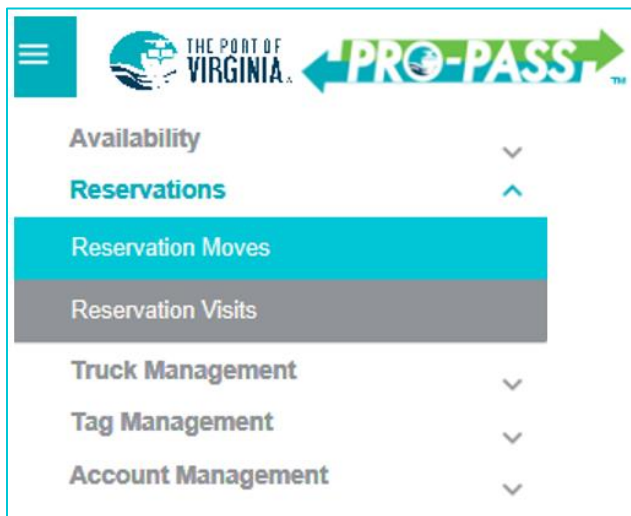 THE PORT OF
VIRGINIA
PRO-PASS
TM
Availability
Reservations
Reservation Moves
Reservation Visits
Truck Management
Tag Management
Account Management